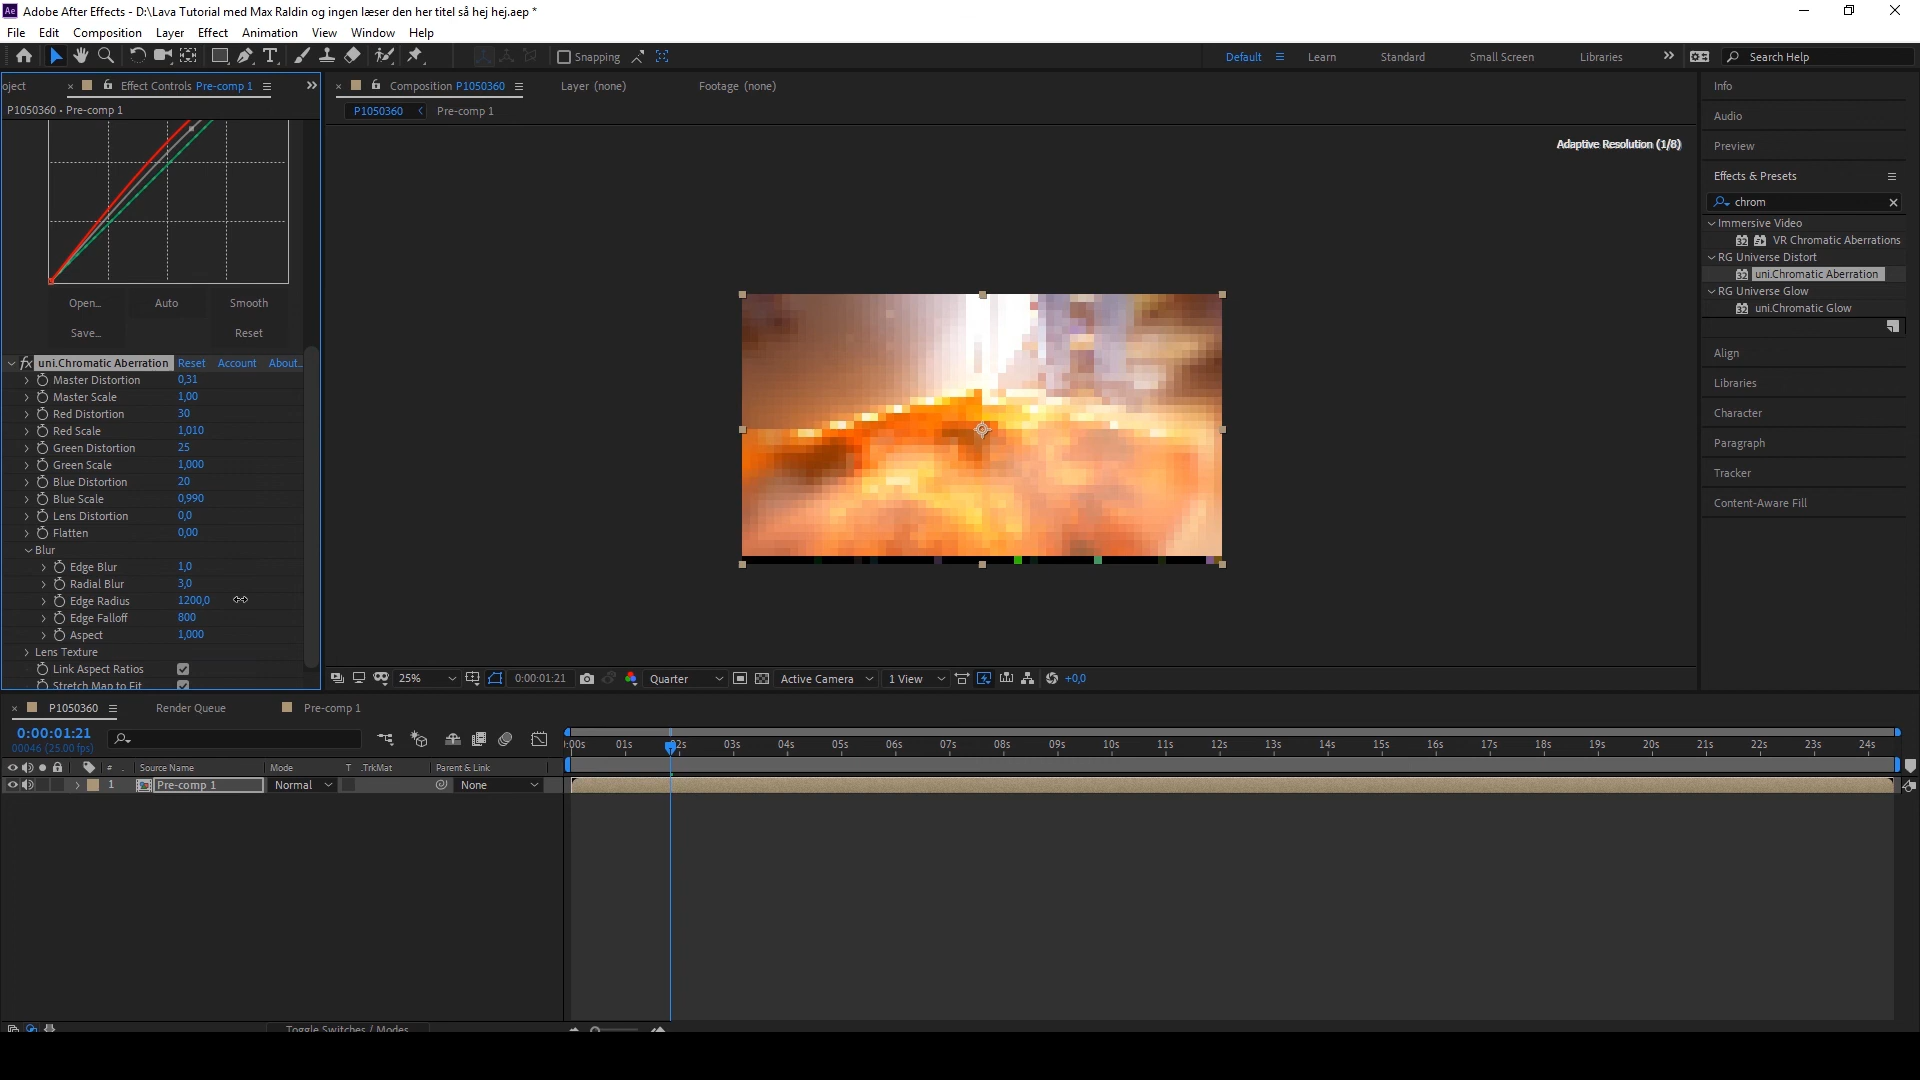 Adobe After Effects - D:\Lava Tutorial med Max Raldin og ingen læser den her titel så hej hej.aep *
File Edit Composition Layer Effect Animation View Window Help
Snapping Default Learn Standard Small Screen Libraries Search Help
oject Effect Controls Pre-comp 1
P1050360 • Pre-comp 1
Open... Auto Smooth
Save... Reset
uni.Chromatic Aberration Reset Account About...
Master Distortion 0,31
Master Scale 1,00
Red Distortion 30
Red Scale 1,010
Green Distortion 25
Green Scale 1,000
Blue Distortion 20
Blue Scale 0,990
Lens Distortion 0,0
Flatten 0,00
Blur
Edge Blur 1,0
Radial Blur 3,0
Edge Radius 1200,0
Edge Falloff 800
Aspect 1,000
Lens Texture
Link Aspect Ratios
Stretch Map to Fit
Composition P1050360 Layer (none) Footage (none)
P1050360 Pre-comp 1
Adaptive Resolution (1/8)
25% 0:00:01:21 Quarter Active Camera 1 View +0,0
Info
Audio
Preview
Effects & Presets
chrom
Immersive Video
VR Chromatic Aberrations
RG Universe Distort
uni.Chromatic Aberration
RG Universe Glow
uni.Chromatic Glow
Align
Libraries
Character
Paragraph
Tracker
Content-Aware Fill
P1050360 Render Queue Pre-comp 1
0:00:01:21
00046 (25.00 fps)
:00s 01s 02s 03s 04s 05s 06s 07s 08s 09s 10s 11s 12s 13s 14s 15s 16s 17s 18s 19s 20s 21s 22s 23s 24s
# Source Name Mode T .TrkMat Parent & Link
1 Pre-comp 1 Normal None
Toggle Switches / Modes